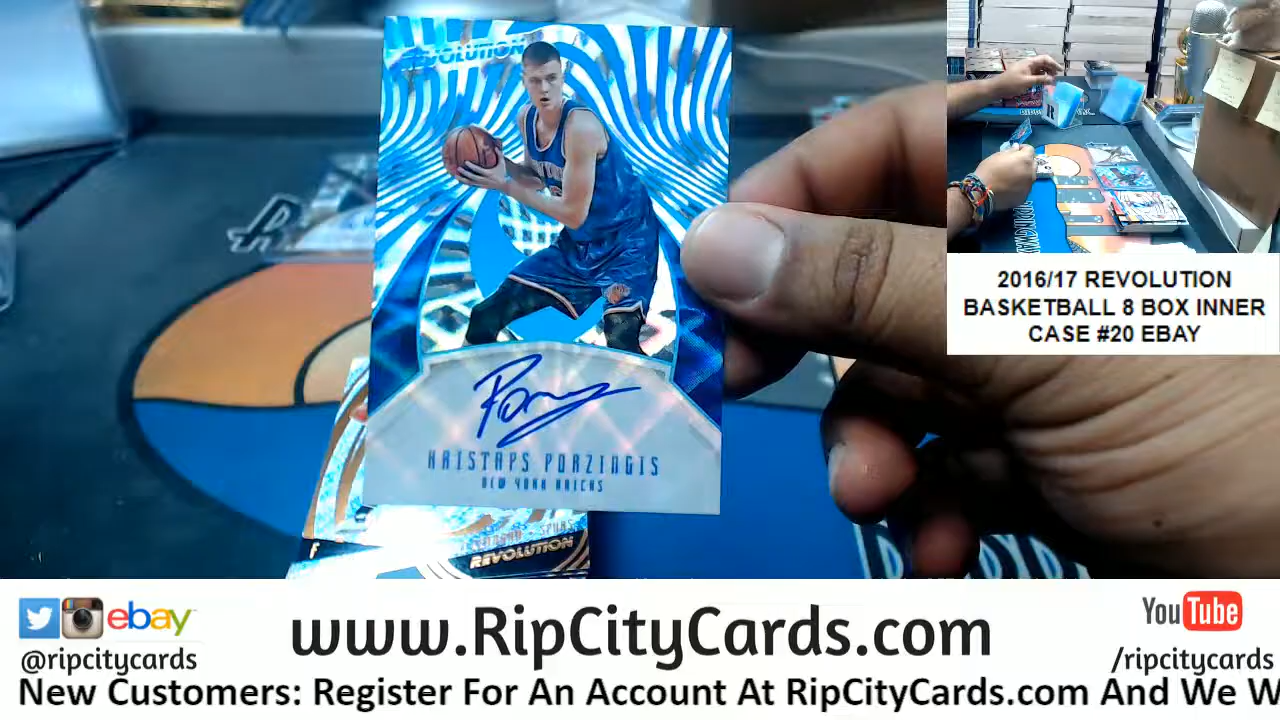 REVOLUTION
KRISTAPS PORZINGIS
NEW YORK KNICKS
SPURS
REVOLUTION
2016/17 REVOLUTION
BASKETBALL 8 BOX INNER
CASE #20 EBAY
ebay
@ripcitycards
www.RipCityCards.com
YouTube
/ripcitycards
New Customers: Register For An Account At RipCityCards.com And We W